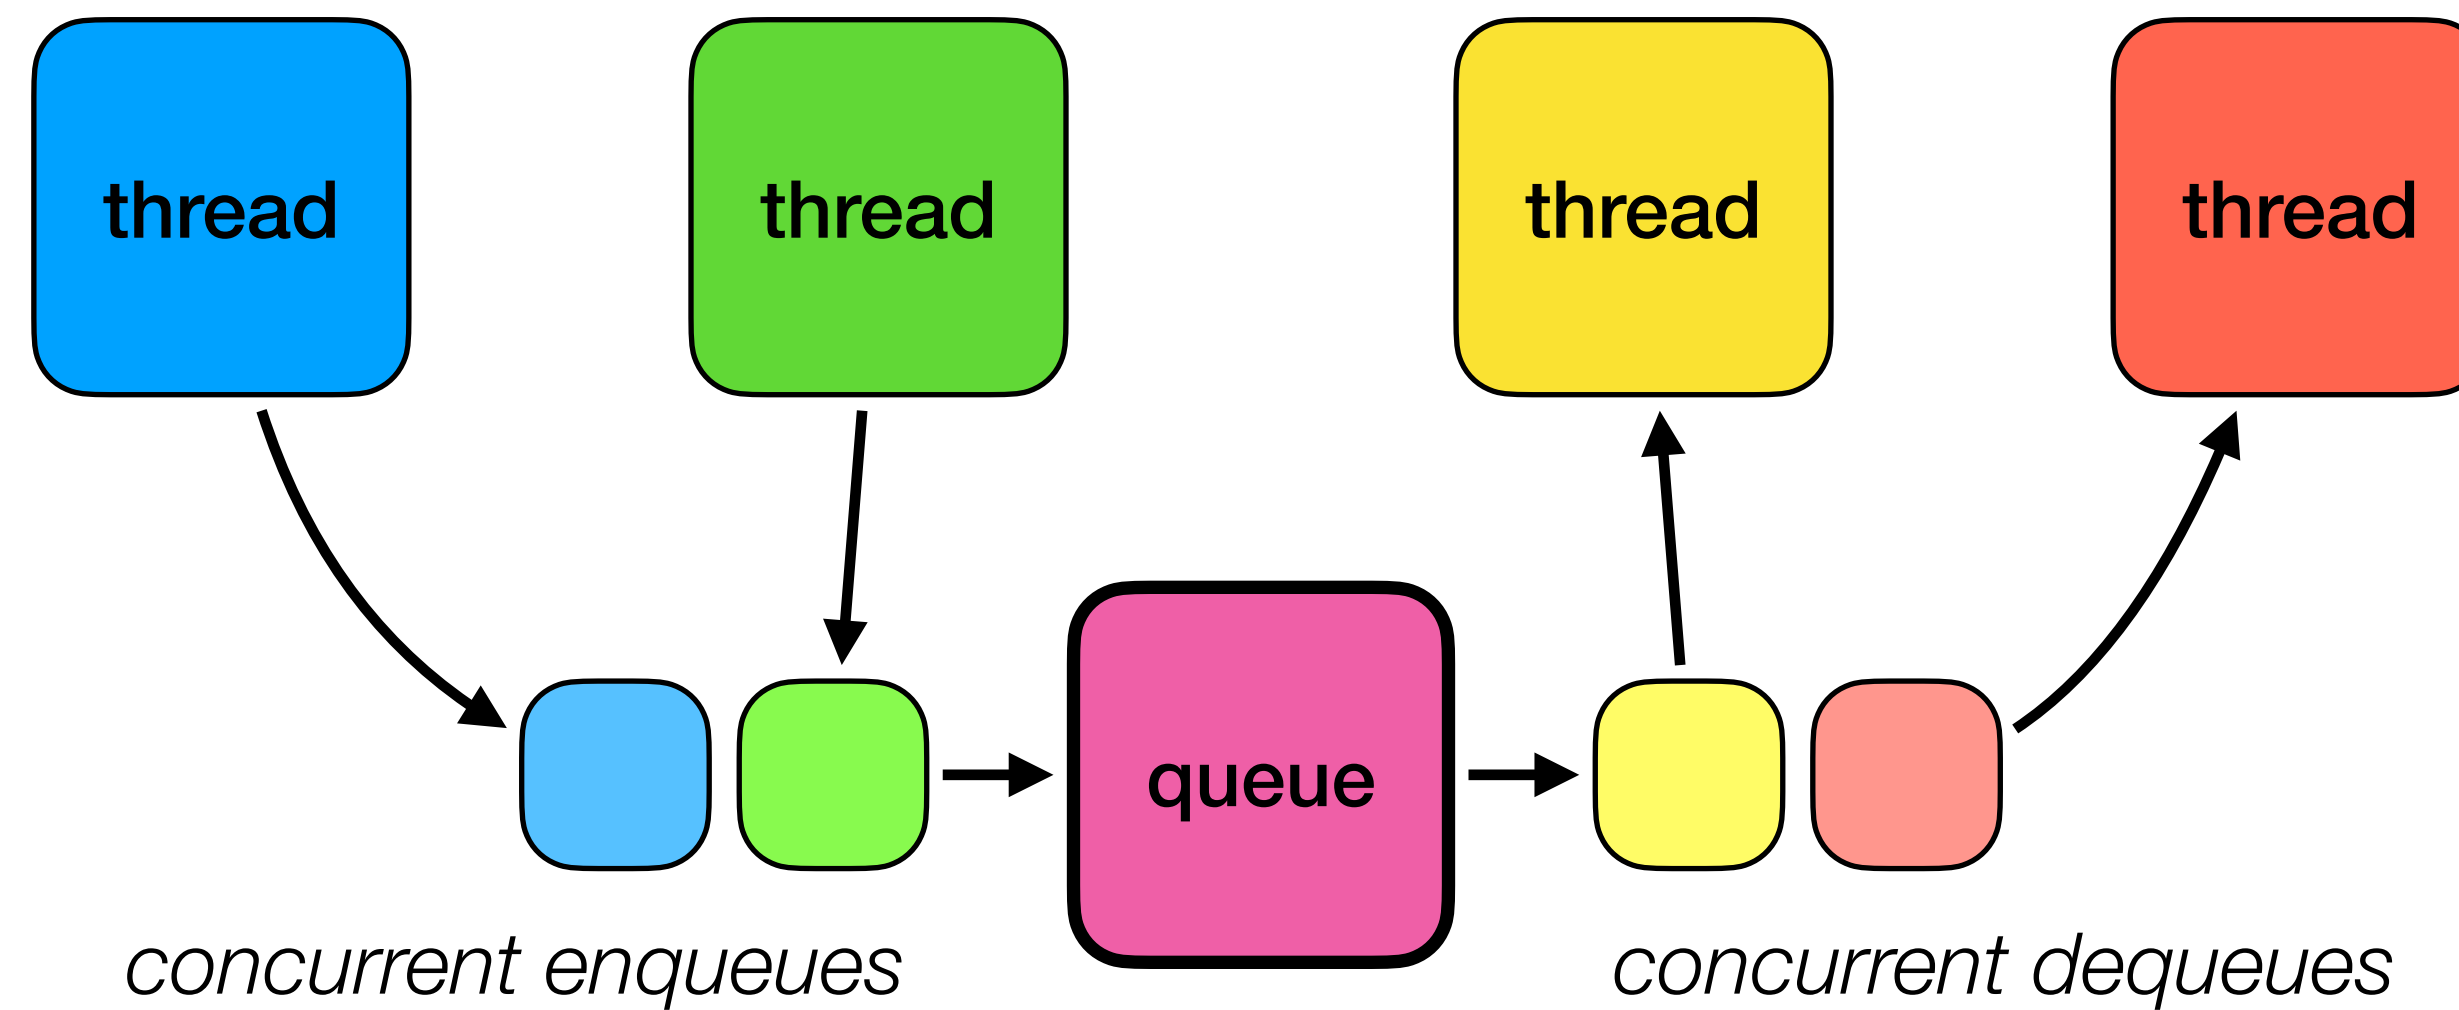 thread
thread
thread
thread
queue
concurrent enqueues
concurrent dequeues